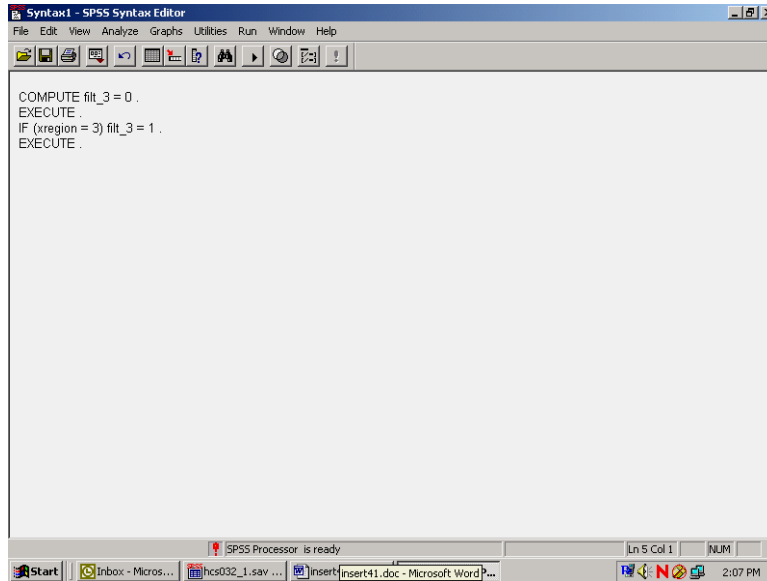 Syntax1 - SPSS Syntax Editor
File Edit View Analyze Graphs Utilities Run Window Help
COMPUTE filt_3 = 0 .
EXECUTE .
IF (xregion = 3) filt_3 = 1 .
EXECUTE .
SPSS Processor is ready
Ln 5 Col 1
NUM
Start
Inbox - Micros...
hcs032_1.sav ...
insert
insert41.doc - Microsoft Word
2:07 PM